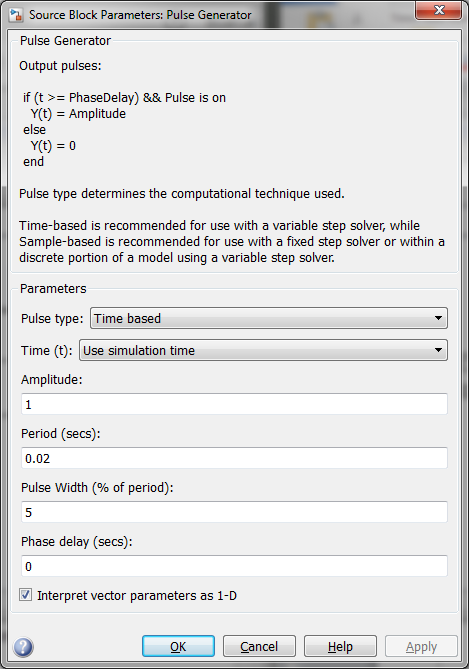 Source Block Parameters: Pulse Generator
Pulse Generator
Output pulses:
if (t >= PhaseDelay) && Pulse is on
Y(t) = Amplitude
else
Y(t) = 0
end
Pulse type determines the computational technique used.
Time-based is recommended for use with a variable step solver, while
Sample-based is recommended for use with a fixed step solver or within a
discrete portion of a model using a variable step solver.
Parameters
Pulse type: Time based
Time (t): Use simulation time
Amplitude:
1
Period (secs):
0.02
Pulse Width (% of period):
5
Phase delay (secs):
0
Interpret vector parameters as 1-D
? OK Cancel Help Apply